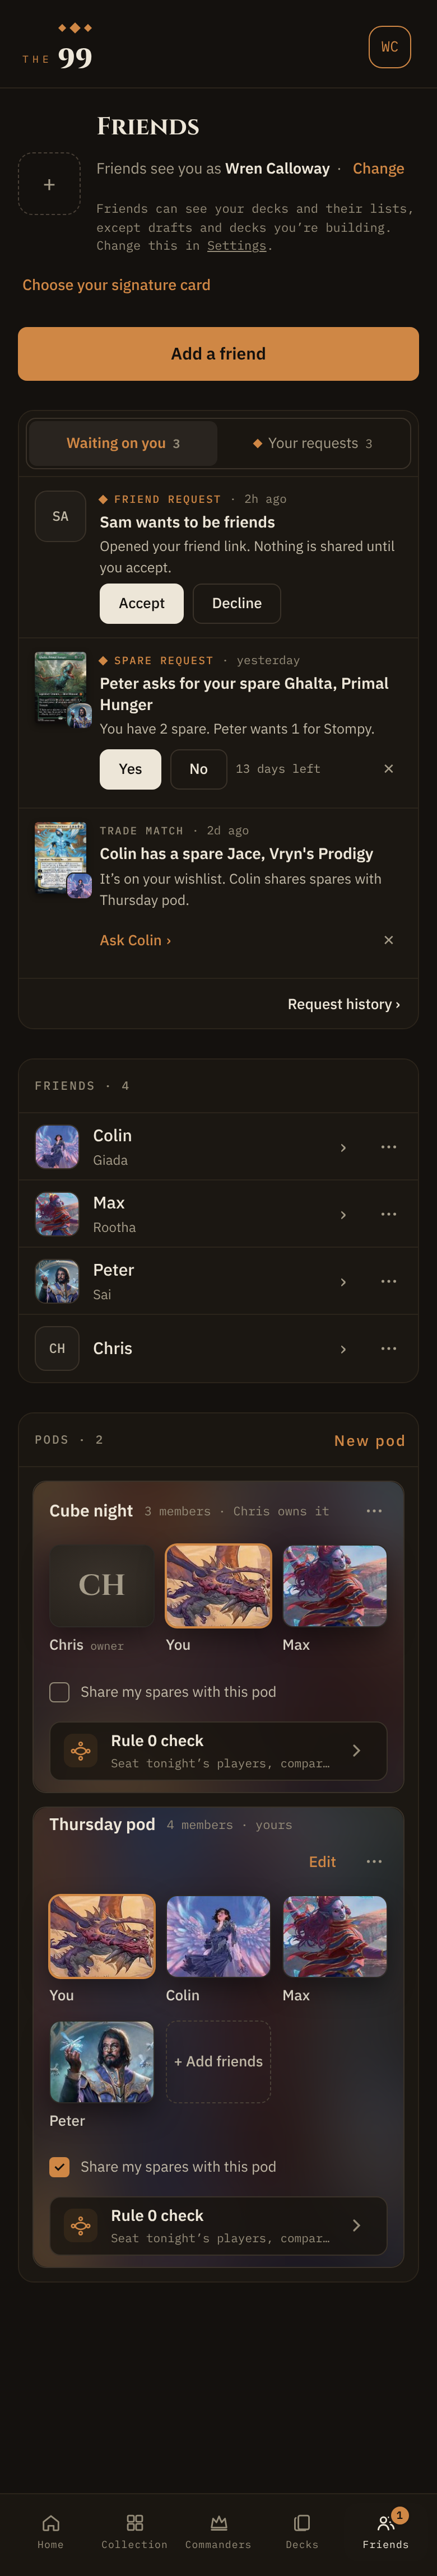 THE 99
WC
Friends
+
Friends see you as Wren Calloway · Change
Friends can see your decks and their lists,
except drafts and decks you’re building.
Change this in Settings.
Choose your signature card
Add a friend
Waiting on you 3
Your requests 3
SA
FRIEND REQUEST · 2h ago
Sam wants to be friends
Opened your friend link. Nothing is shared until
you accept.
Accept
Decline
SPARE REQUEST · yesterday
Peter asks for your spare Ghalta, Primal
Hunger
You have 2 spare. Peter wants 1 for Stompy.
Yes
No
13 days left
×
TRADE MATCH · 2d ago
Colin has a spare Jace, Vryn's Prodigy
It’s on your wishlist. Colin shares spares with
Thursday pod.
Ask Colin ›
×
Request history ›
FRIENDS · 4
Colin
Giada
Max
Rootha
Peter
Sai
CH
Chris
PODS · 2
New pod
Cube night 3 members · Chris owns it
CH
Chris owner
You
Max
Share my spares with this pod
Rule 0 check
Seat tonight’s players, compar…
Thursday pod 4 members · yours
Edit
You
Colin
Max
+ Add friends
Peter
Share my spares with this pod
Rule 0 check
Seat tonight’s players, compar…
Home
Collection
Commanders
Decks
1
Friends